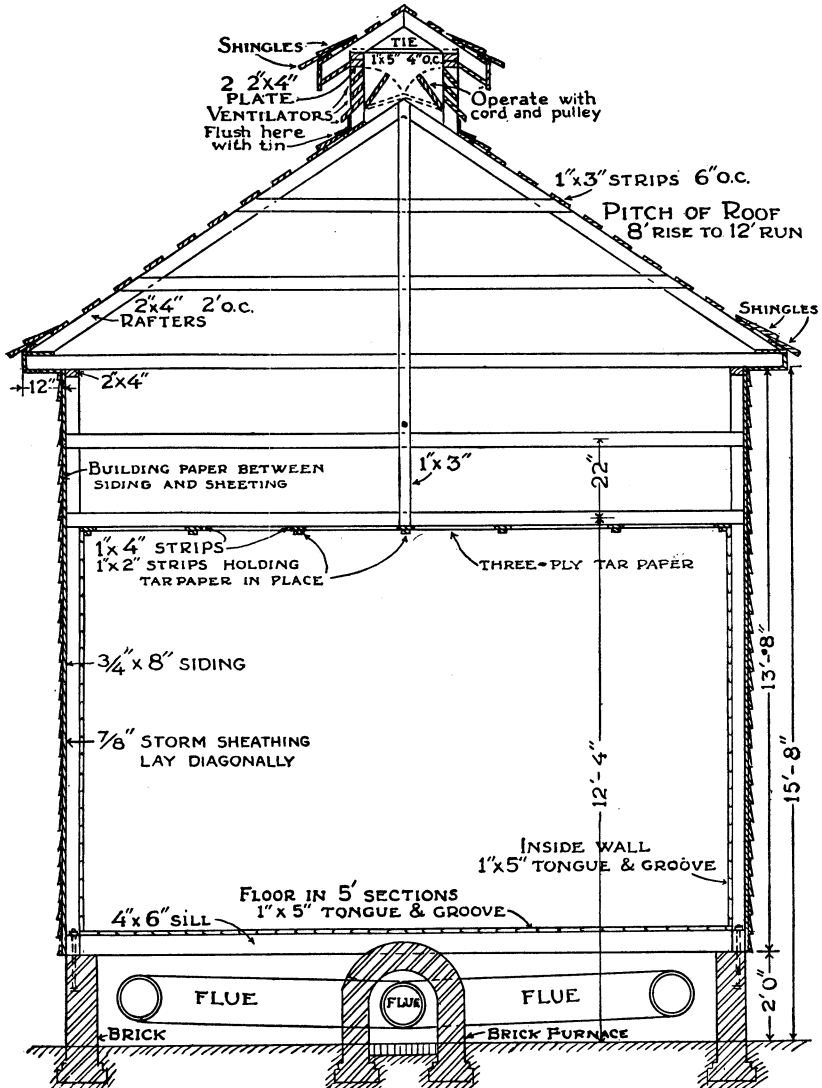 SHINGLES
TIE
1"x5" 4"O.C.
2 2"x4"
PLATE
VENTILATORS
Flush here
with tin
Operate with
cord and pulley
1"x3" STRIPS 6"O.C.
PITCH OF ROOF
8' RISE TO 12' RUN
2"x4" 2' O.C.
RAFTERS
SHINGLES
12"
2"x4"
BUILDING PAPER BETWEEN
SIDING AND SHEETING
1"x3"
22"
1"x4" STRIPS
1"x2" STRIPS HOLDING
TARPAPER IN PLACE
THREE-PLY TAR PAPER
3/4" x 8" SIDING
7/8" STORM SHEATHING
LAY DIAGONALLY
12'-4"
13'-8"
15'-8"
INSIDE WALL
1"x5" TONGUE & GROOVE
FLOOR IN 5' SECTIONS
1"x5" TONGUE & GROOVE
4"x6" SILL
FLUE
FLUE
FLUE
2'0"
BRICK
BRICK FURNACE